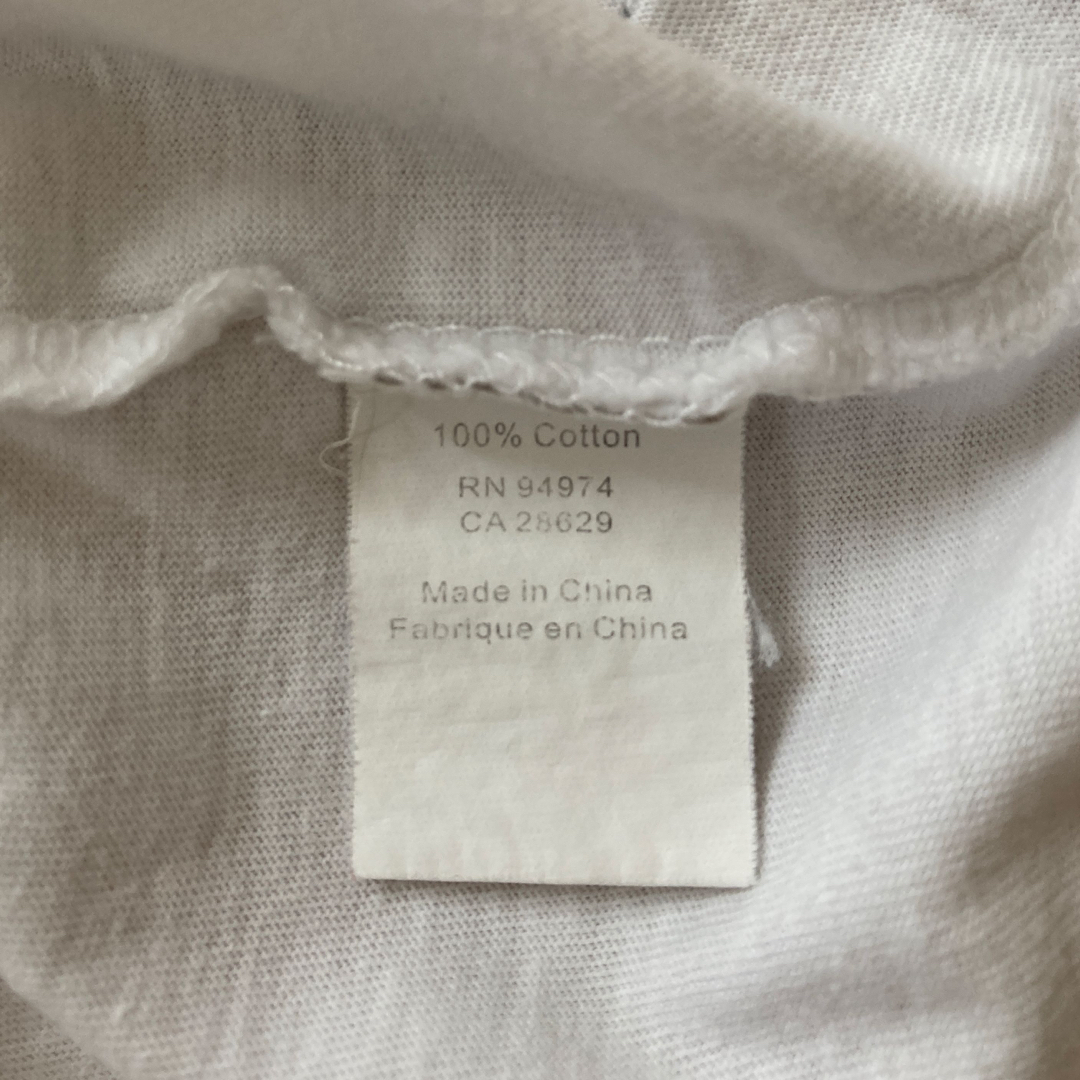 100% Cotton
RN 94974
CA 28629
Made in China
Fabrique en China